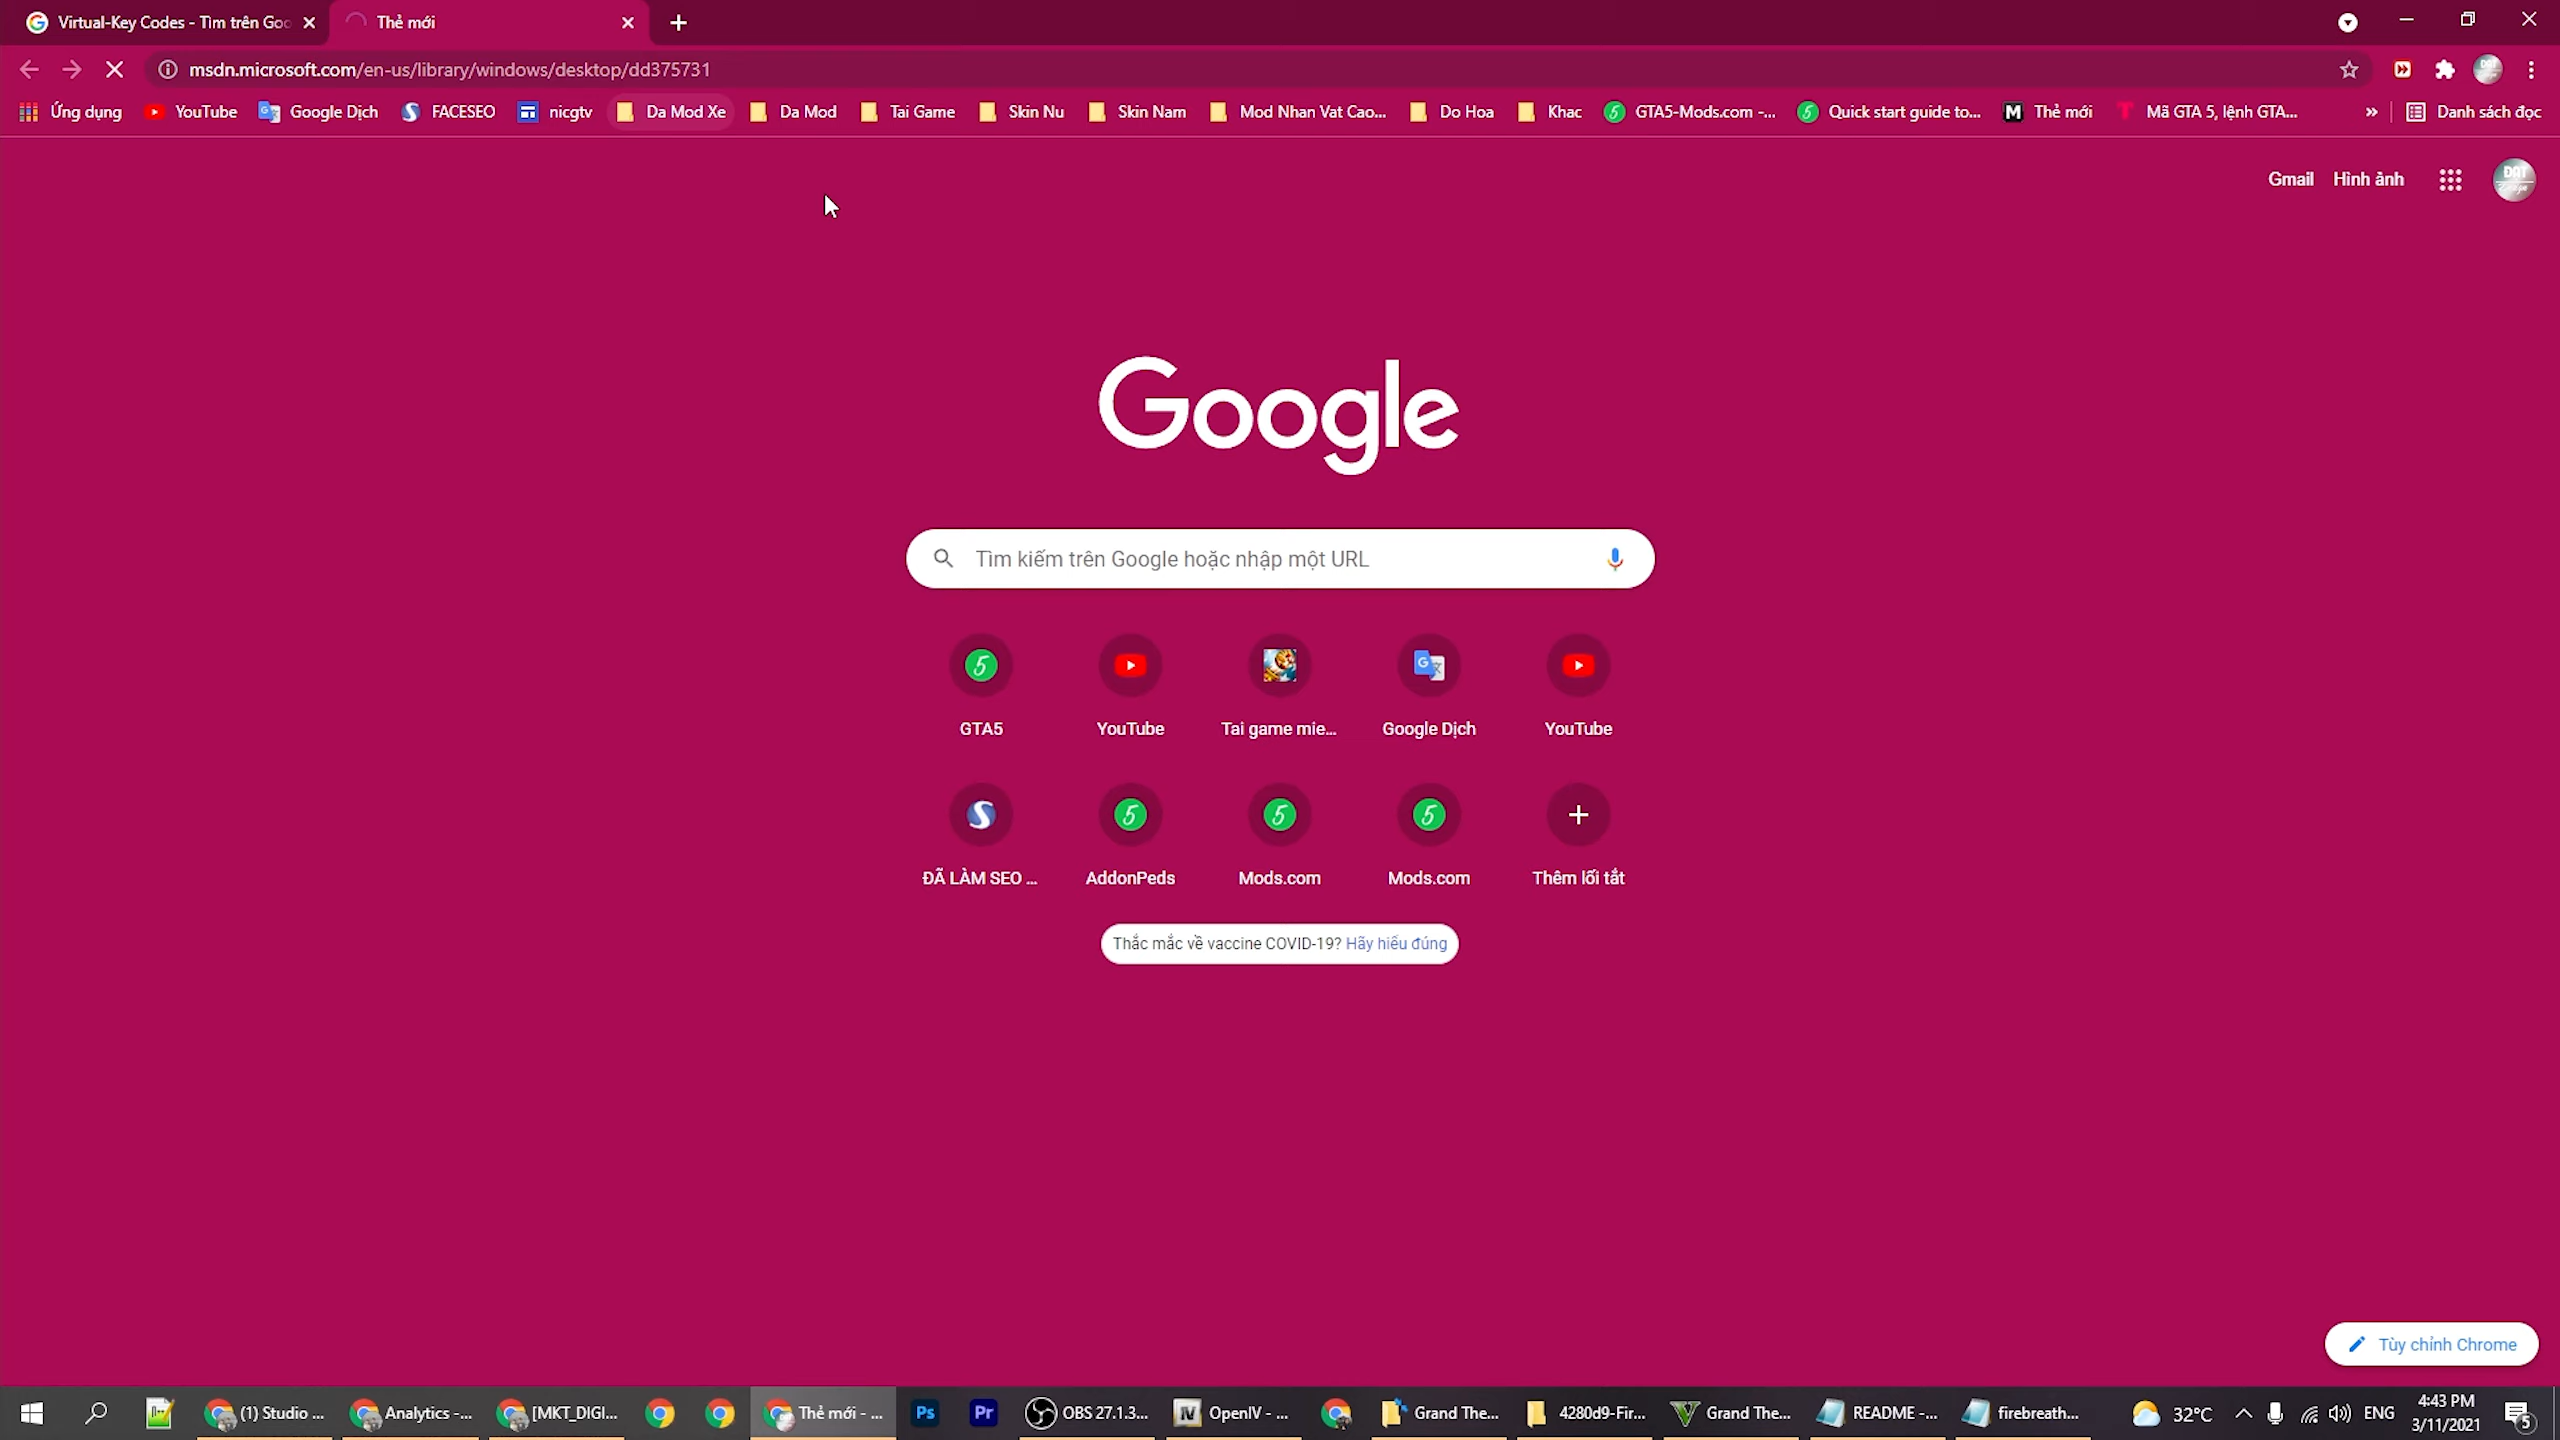 Virtual-Key Codes - Tìm trên Goo
Thẻ mới
msdn.microsoft.com/en-us/library/windows/desktop/dd375731
Ứng dụng YouTube Google Dịch FACESEO nicgtv Da Mod Xe Da Mod Tai Game Skin Nu Skin Nam Mod Nhan Vat Cao... Do Hoa Khac GTA5-Mods.com -... Quick start guide to... Thẻ mới Mã GTA 5, lệnh GTA... » Danh sách đọc
Gmail Hình ảnh
Google
Tìm kiếm trên Google hoặc nhập một URL
GTA5 YouTube Tai game mie... Google Dịch YouTube
ĐÃ LÀM SEO ... AddonPeds Mods.com Mods.com Thêm lối tắt
Thắc mắc về vaccine COVID-19? Hãy hiểu đúng
Tùy chỉnh Chrome
(1) Studio ... Analytics -... [MKT_DIGI... Thẻ mới - ... Ps Pr OBS 27.1.3... OpenIV - ... Grand The... 4280d9-Fir... Grand The... README -... firebreath... 32°C ENG 4:43 PM
3/11/2021 5